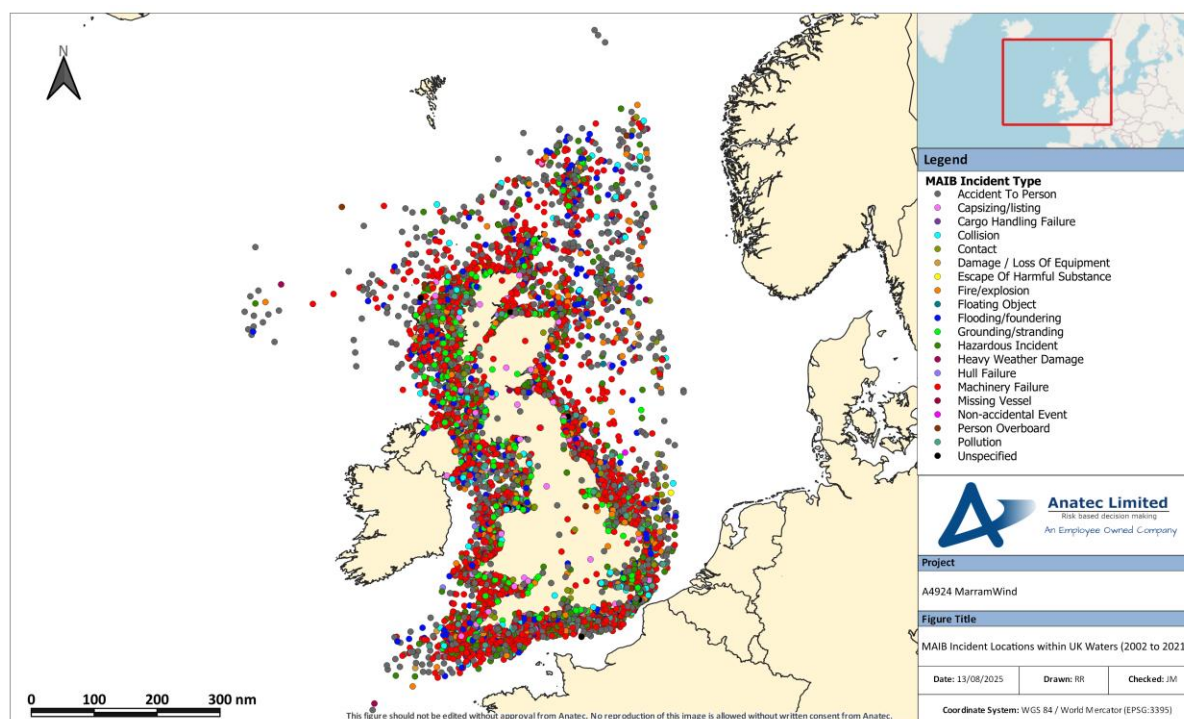 N
Legend
MAIB Incident Type
Accident To Person
Capsizing/listing
Cargo Handling Failure
Collision
Contact
Damage / Loss Of Equipment
Escape Of Harmful Substance
Fire/explosion
Floating Object
Flooding/foundering
Grounding/stranding
Hazardous Incident
Heavy Weather Damage
Hull Failure
Machinery Failure
Missing Vessel
Non-accidental Event
Person Overboard
Pollution
Unspecified
Anatec Limited
Risk based decision making
An Employee Owned Company
Project
A4924 MarramWind
Figure Title
MAIB Incident Locations within UK Waters (2002 to 2021
Date: 13/08/2025 Drawn: RR Checked: JM
Coordinate System: WGS 84 / World Mercator (EPSG:3395)
0 100 200 300 nm
This figure should not be edited without approval from Anatec. No reproduction of this image is allowed without written consent from Anatec.